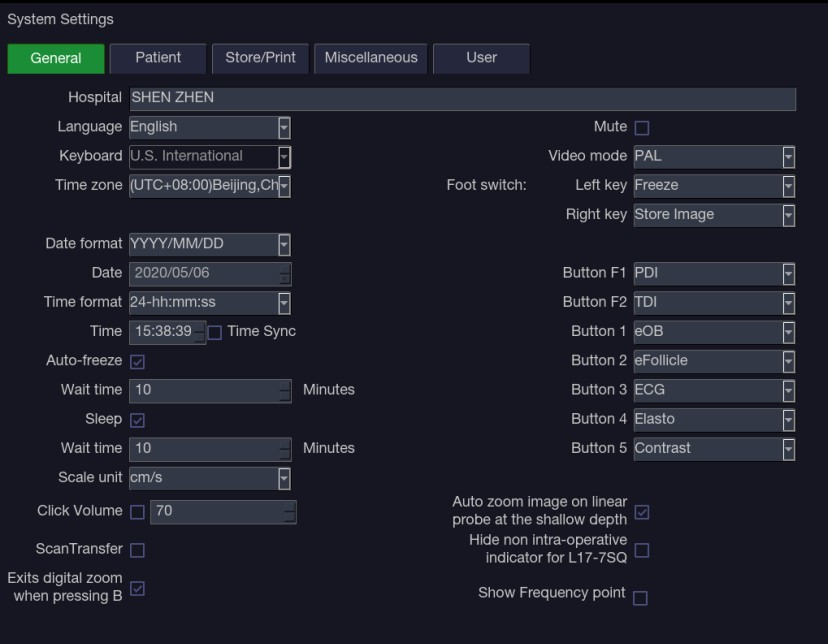 System Settings
General Patient Store/Print Miscellaneous User
Hospital SHEN ZHEN
Language English Mute
Keyboard U.S. International Video mode PAL
Time zone (UTC+08:00)Beijing,Ch Foot switch: Left key Freeze
Right key Store Image
Date format YYYY/MM/DD
Date 2020/05/06 Button F1 PDI
Time format 24-hh:mm:ss Button F2 TDI
Time 15:38:39 Time Sync Button 1 eOB
Auto-freeze Button 2 eFollicle
Wait time 10 Minutes Button 3 ECG
Sleep Button 4 Elasto
Wait time 10 Minutes Button 5 Contrast
Scale unit cm/s
Click Volume 70 Auto zoom image on linear
probe at the shallow depth
ScanTransfer Hide non intra-operative
indicator for L17-7SQ
Exits digital zoom
when pressing B Show Frequency point